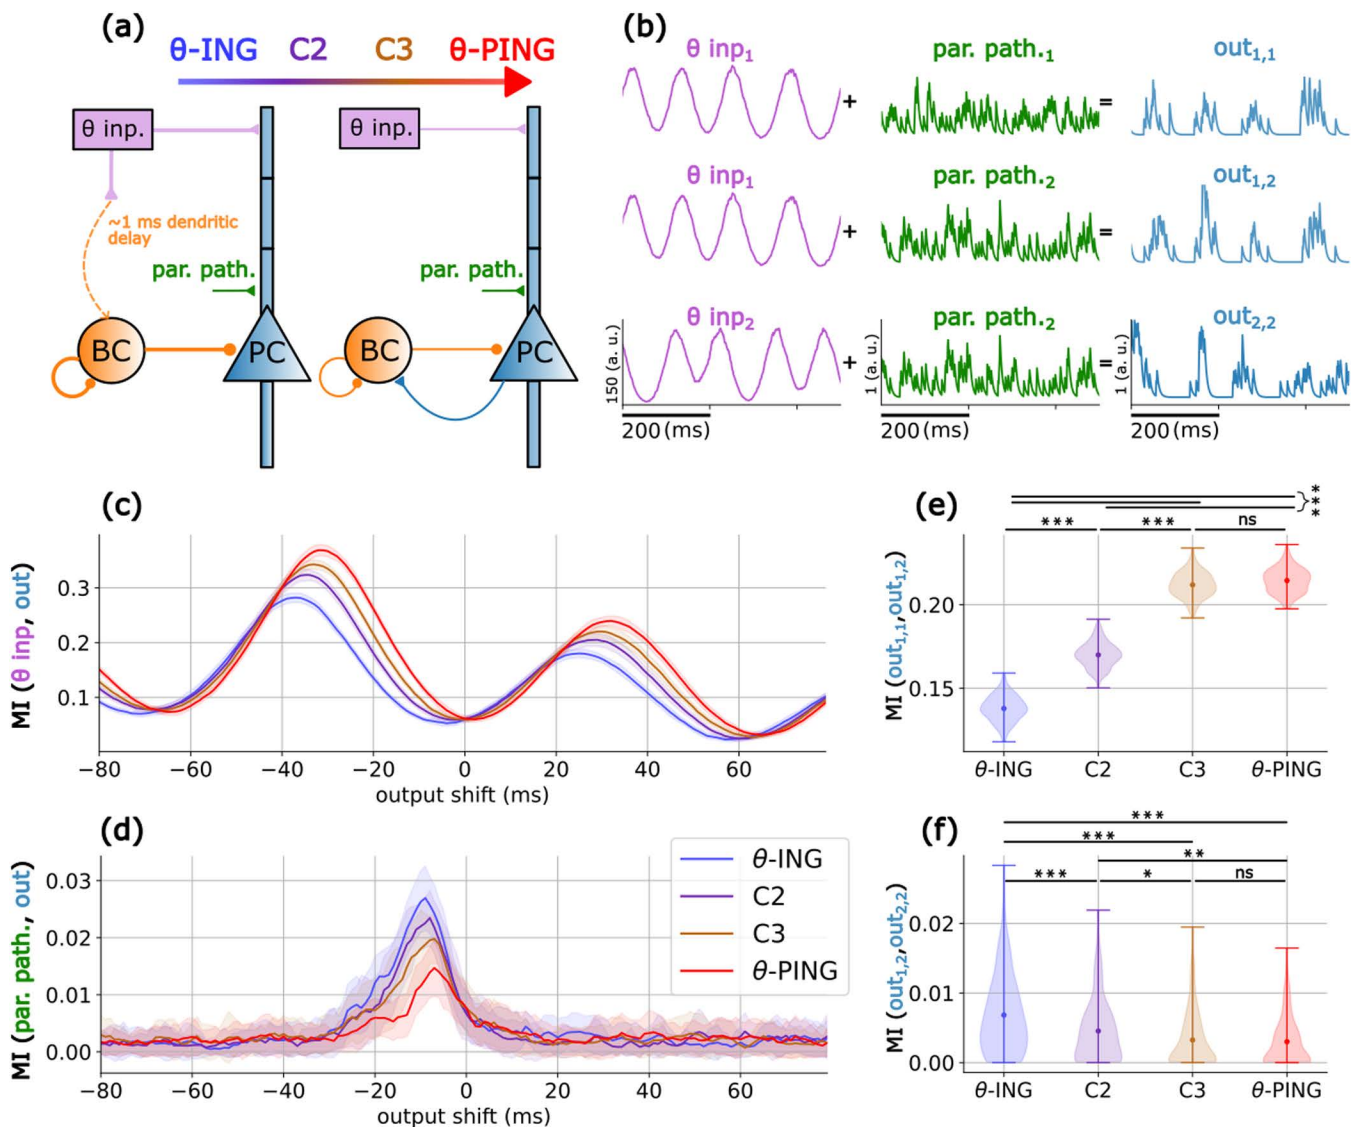 (a)
θ-ING C2 C3 θ-PING
θ inp. θ inp.
~1 ms dendritic
delay
par. path. par. path.
BC PC BC PC
(b)
θ inp1 par. path.1 out1,1
+ =
θ inp1 par. path.2 out1,2
+ =
θ inp2 par. path.2 out2,2
150 (a. u.) + 1 (a. u.) = 1 (a. u.)
200 (ms) 200 (ms) 200 (ms)
(c)
MI (θ inp, out)
0.3
0.2
0.1
−80 −60 −40 −20 0 20 40 60
output shift (ms)
(e)
***
*** *** ns
MI (out1,1,out1,2)
0.20
0.15
θ-ING C2 C3 θ-PING
(d)
MI (par. path., out)
0.03
0.02
0.01
0.00
−80 −60 −40 −20 0 20 40 60
output shift (ms)
θ-ING
C2
C3
θ-PING
(f)
***
***
**
*** * ns
MI (out1,2,out2,2)
0.02
0.01
0.00
θ-ING C2 C3 θ-PING